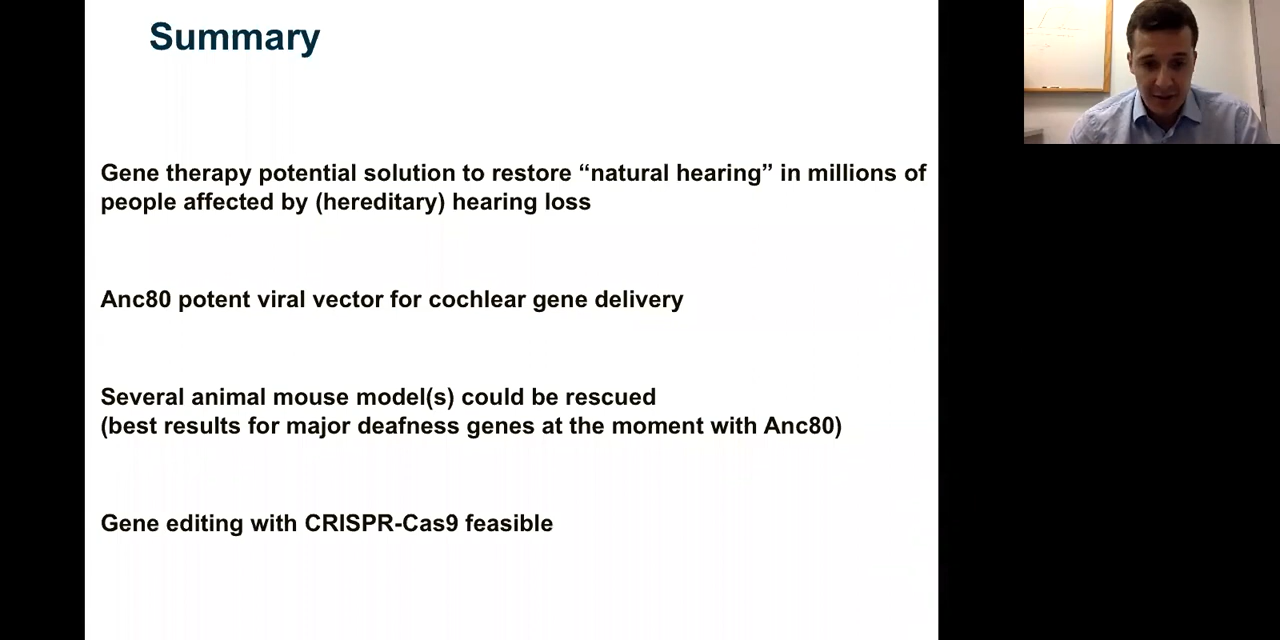 Summary
Gene therapy potential solution to restore “natural hearing” in millions of
people affected by (hereditary) hearing loss
Anc80 potent viral vector for cochlear gene delivery
Several animal mouse model(s) could be rescued
(best results for major deafness genes at the moment with Anc80)
Gene editing with CRISPR-Cas9 feasible